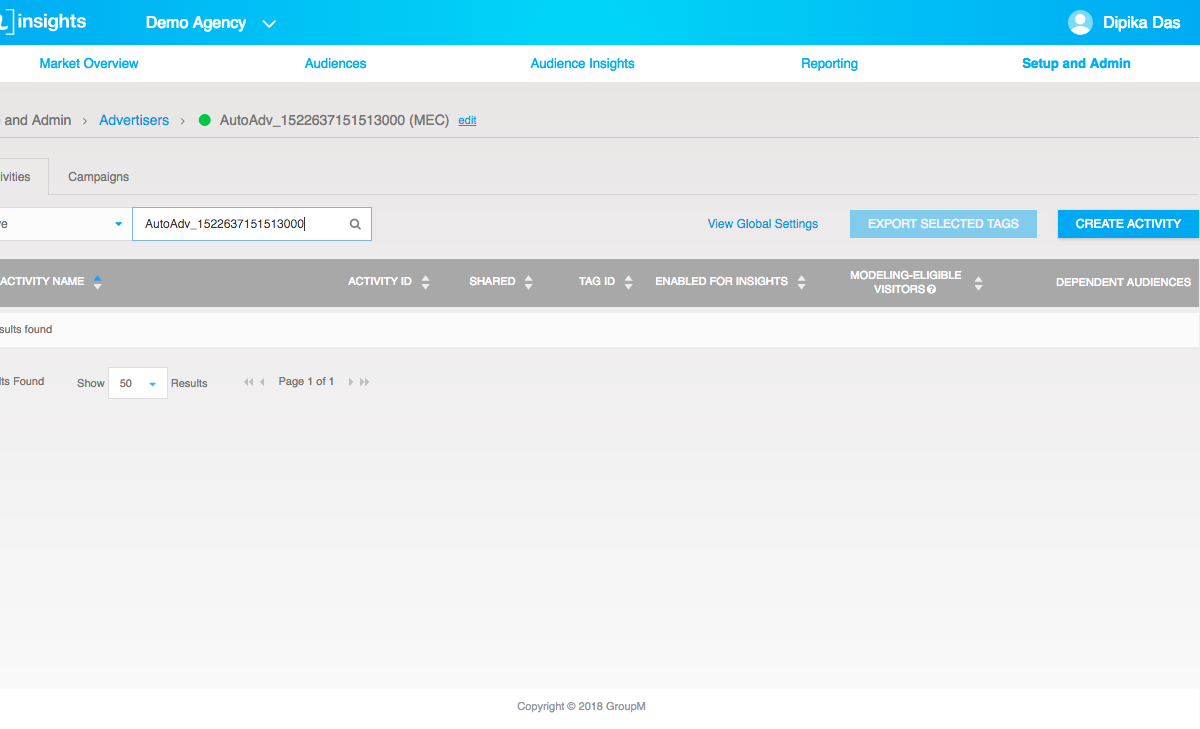 insights
Demo Agency
Dipika Das
Market Overview
Audiences
Audience Insights
Reporting
Setup and Admin
and Admin › Advertisers › AutoAdv_1522637151513000 (MEC) edit
ivities
Campaigns
ve
AutoAdv_1522637151513000
View Global Settings
EXPORT SELECTED TAGS
CREATE ACTIVITY
ACTIVITY NAME
ACTIVITY ID
SHARED
TAG ID
ENABLED FOR INSIGHTS
MODELING-ELIGIBLE
VISITORS
DEPENDENT AUDIENCES
sults found
lts Found
Show 50 Results
Page 1 of 1
Copyright © 2018 GroupM